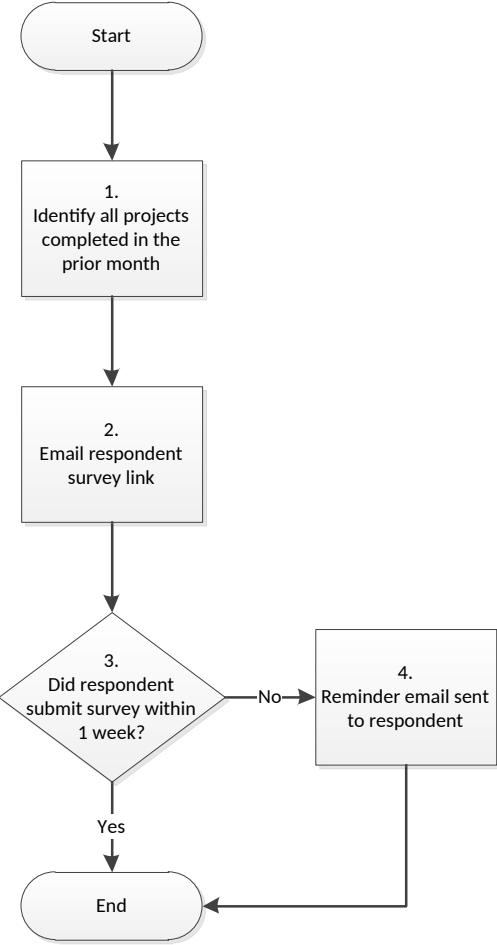 Start
1.
Identify all projects
completed in the
prior month
2.
Email respondent
survey link
3.
Did respondent
submit survey within
1 week?
No
4.
Reminder email sent
to respondent
Yes
End